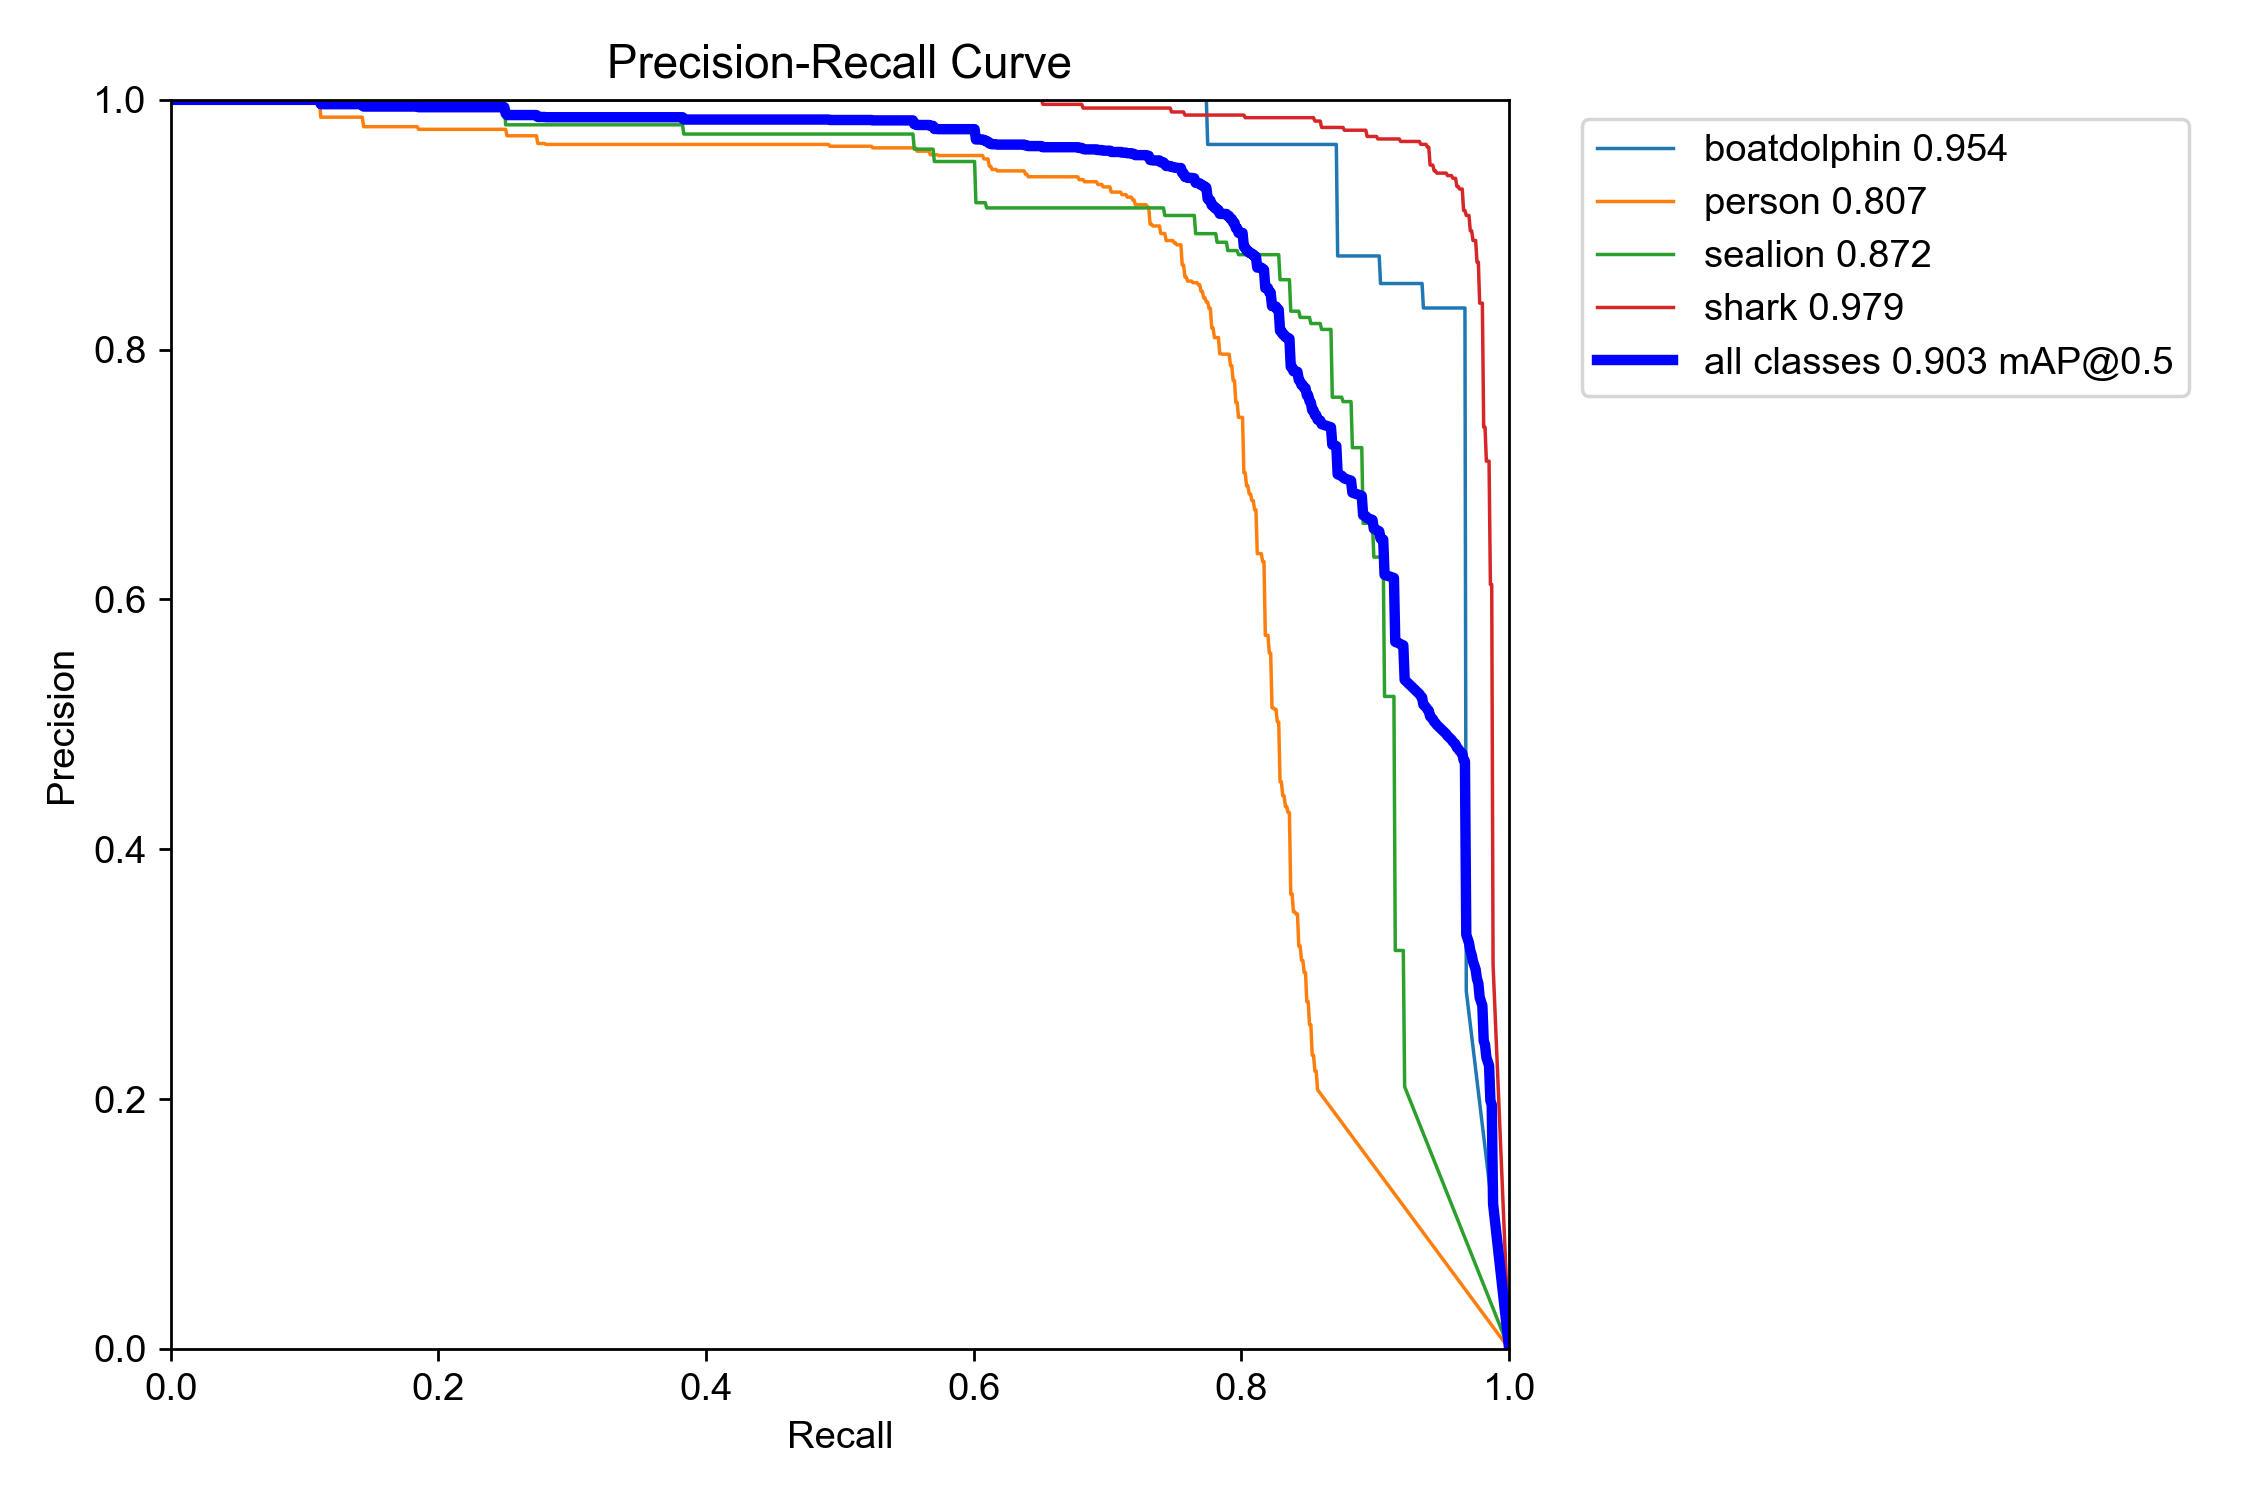 Precision-Recall Curve
1.0
0.8
0.6
0.4
0.2
0.0
Precision
0.0 0.2 0.4 0.6 0.8 1.0
Recall
boatdolphin 0.954
person 0.807
sealion 0.872
shark 0.979
all classes 0.903 mAP@0.5